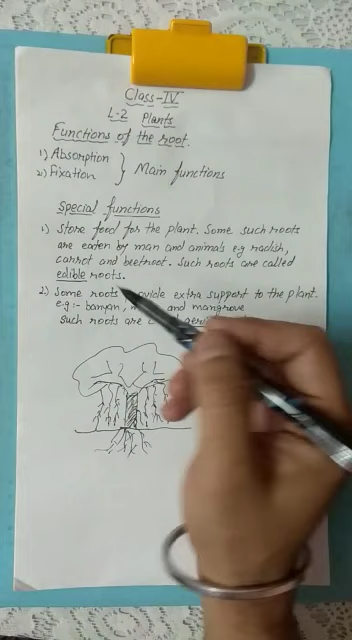 Class-IV
L-2 Plants
Functions of the root.
1) Absorption
2) Fixation
Main functions
Special functions
1) Store food for the plant. Some such roots
are eaten by man and animals e.g radish,
carrot and beetroot. Such roots are called
edible roots.
2) Some roots provide extra support to the plant.
e.g:- banyan, and mangrove
such roots are